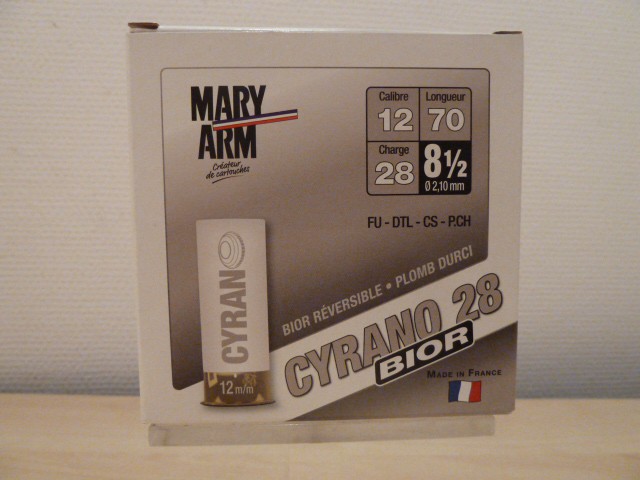 MARY
ARM
Créateur
de cartouches
Calibre
12
Longueur
70
Charge
28
8½
Ø 2,10 mm
FU - DTL - CS - P.CH
BIOR RÉVERSIBLE • PLOMB DURCI
CYRANO 28
BIOR
MADE IN FRANCE
CYRANO
12 m/m